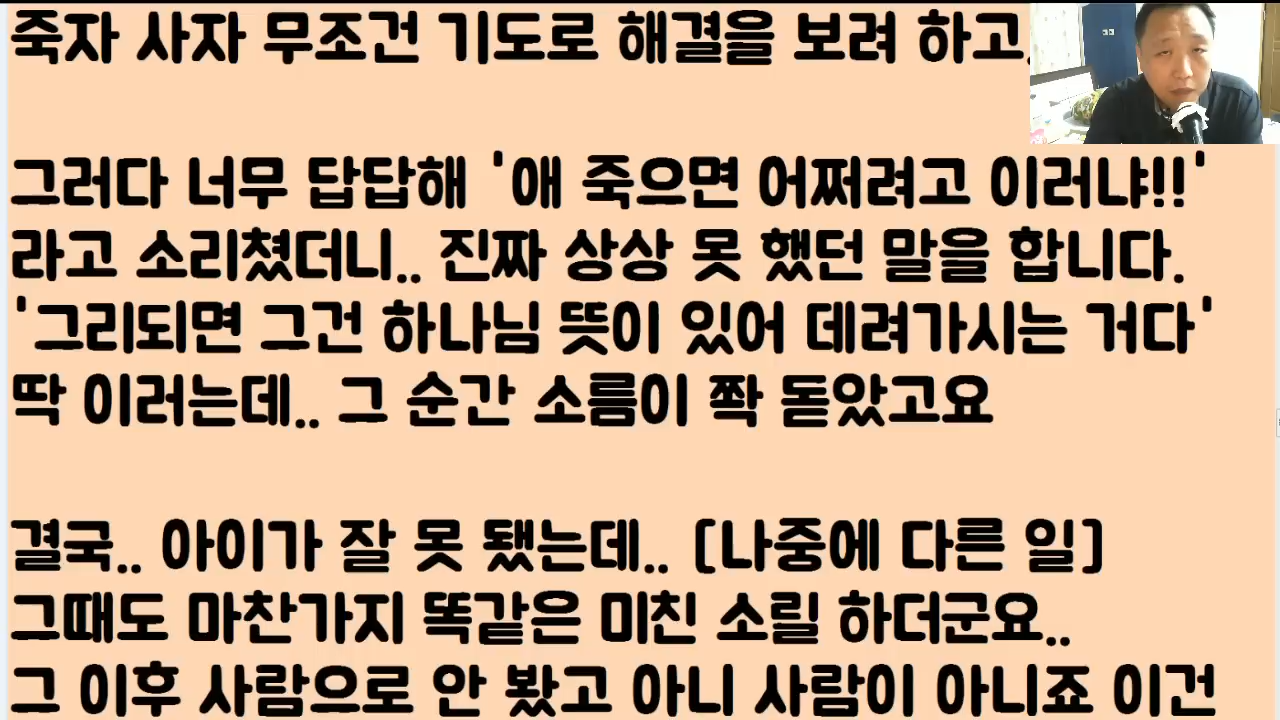 죽자 사자 무조건 기도로 해결을 보려 하고.
그러다 너무 답답해 '애 죽으면 어쩌려고 이러냐!!'
라고 소리쳤더니.. 진짜 상상 못 했던 말을 합니다.
'그리되면 그건 하나님 뜻이 있어 데려가시는 거다'
딱 이러는데.. 그 순간 소름이 쫙 돋았고요
결국.. 아이가 잘 못 됐는데.. [나중에 다른 일]
그때도 마찬가지 똑같은 미친 소릴 하더군요..
그 이후 사람으로 안 봤고 아니 사람이 아니죠 이건